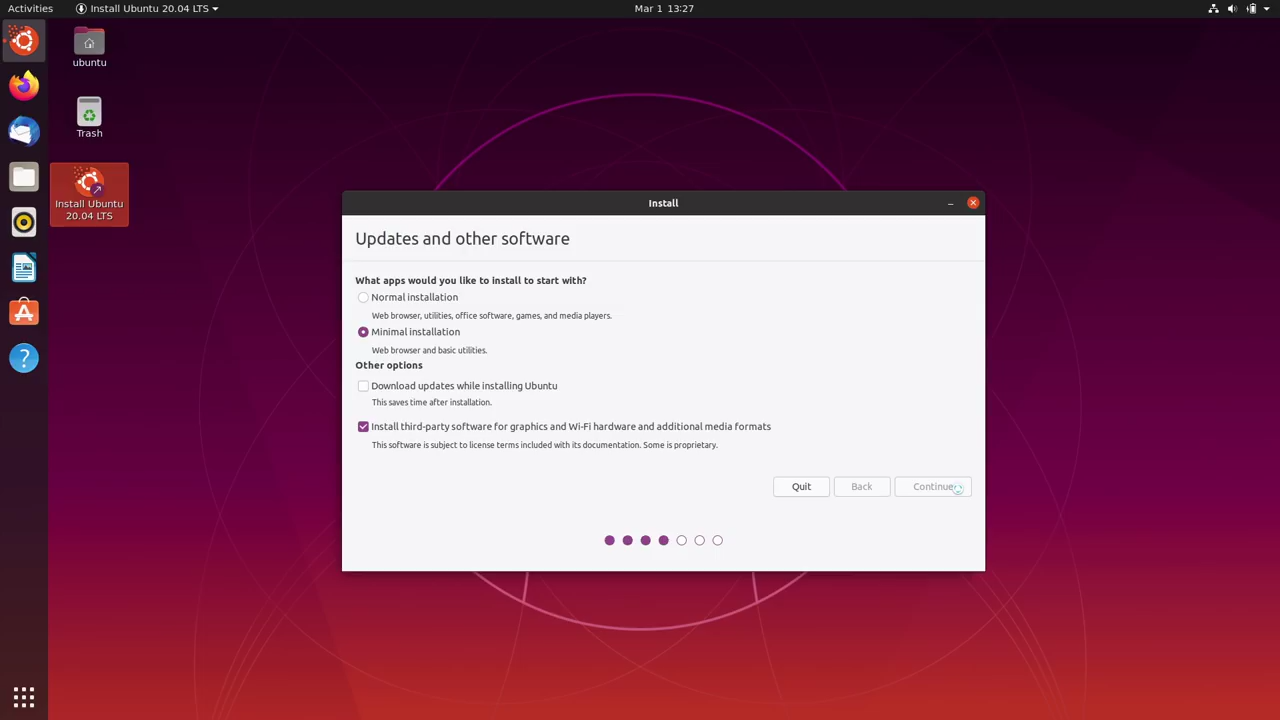 Activities
Install Ubuntu 20.04 LTS
Mar 1 13:27
ubuntu
Trash
Install Ubuntu
20.04 LTS
Install
Updates and other software
What apps would you like to install to start with?
Normal installation
Web browser, utilities, office software, games, and media players.
Minimal installation
Web browser and basic utilities.
Other options
Download updates while installing Ubuntu
This saves time after installation.
Install third-party software for graphics and Wi-Fi hardware and additional media formats
This software is subject to license terms included with its documentation. Some is proprietary.
Quit
Back
Continue